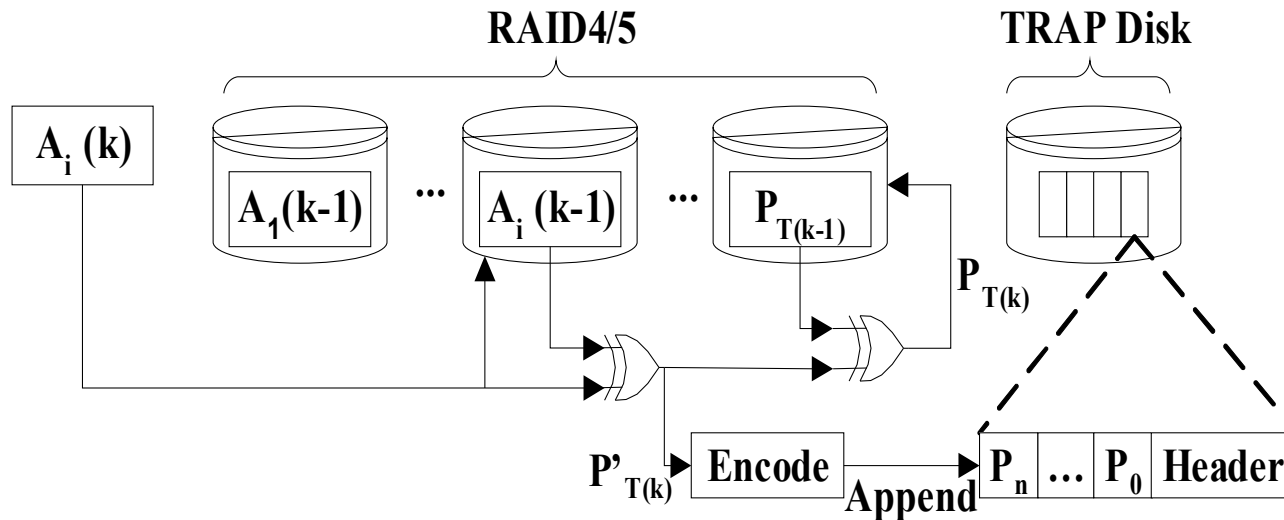 RAID4/5 TRAP Disk
A_i (k)
A_1(k-1) ... A_i (k-1) ... P_T(k-1)
P_T(k)
P'_T(k) Encode Append P_n ... P_0 Header